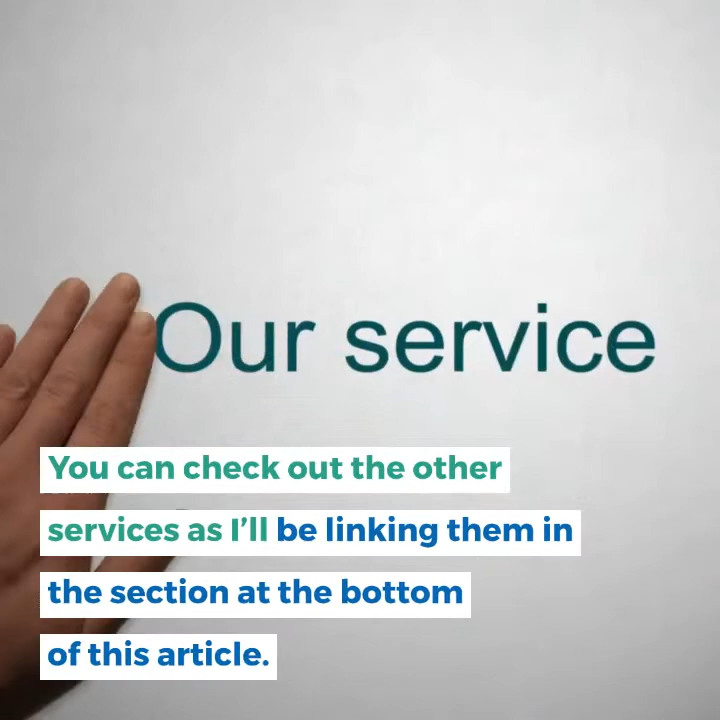 Our service
You can check out the other
services as I’ll be linking them in
the section at the bottom
of this article.